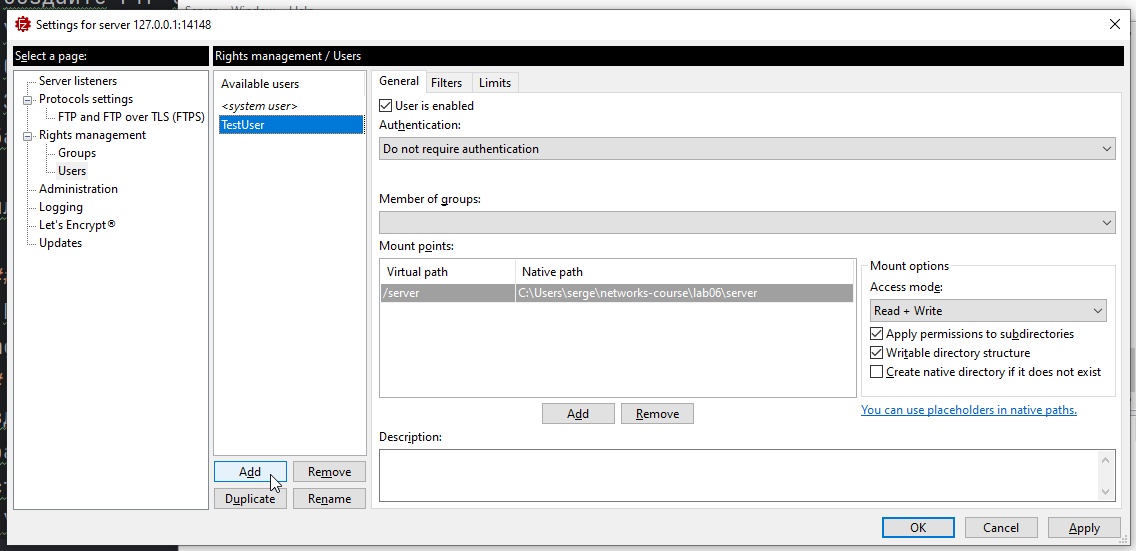 Server Window Help
Settings for server 127.0.0.1:14148
Select a page:
Server listeners
Protocols settings
FTP and FTP over TLS (FTPS)
Rights management
Groups
Users
Administration
Logging
Let's Encrypt®
Updates
Rights management / Users
Available users
<system user>
TestUser
Add
Remove
Duplicate
Rename
General
Filters
Limits
User is enabled
Authentication:
Do not require authentication
Member of groups:
Mount points:
Virtual path
Native path
/server
C:\Users\serge\networks-course\lab06\server
Add
Remove
Mount options
Access mode:
Read + Write
Apply permissions to subdirectories
Writable directory structure
Create native directory if it does not exist
You can use placeholders in native paths.
Description:
OK
Cancel
Apply